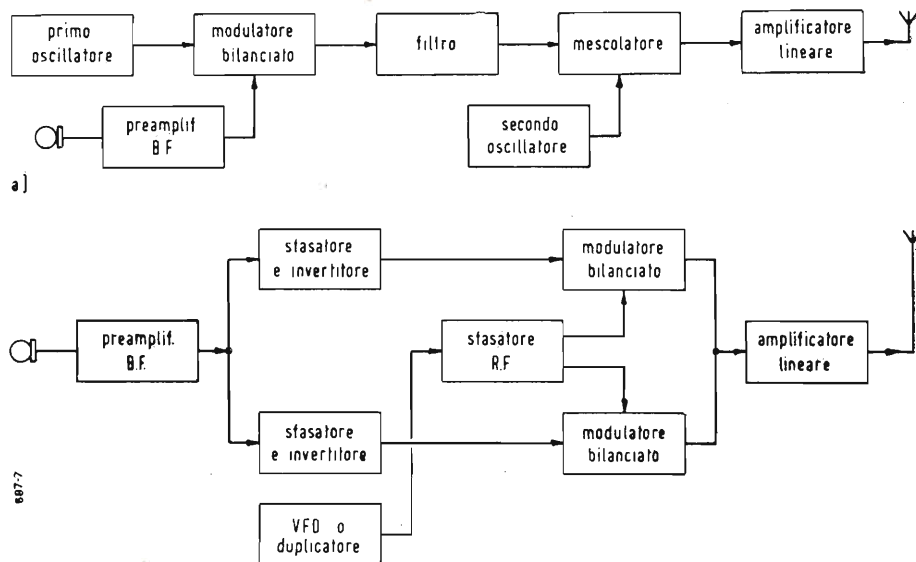 primo
oscillatore
modulatore
bilanciato
filtro
mescolatore
amplificatore
lineare
preamplif
B F
secondo
oscillatore
a]
sfasatore
e invertitore
modulatore
bilanciato
preamplif.
B.F.
sfasatore
R.F
amplificatore
lineare
sfasatore
e invertitore
modulatore
bilanciato
697-7
VFO o
duplicatore